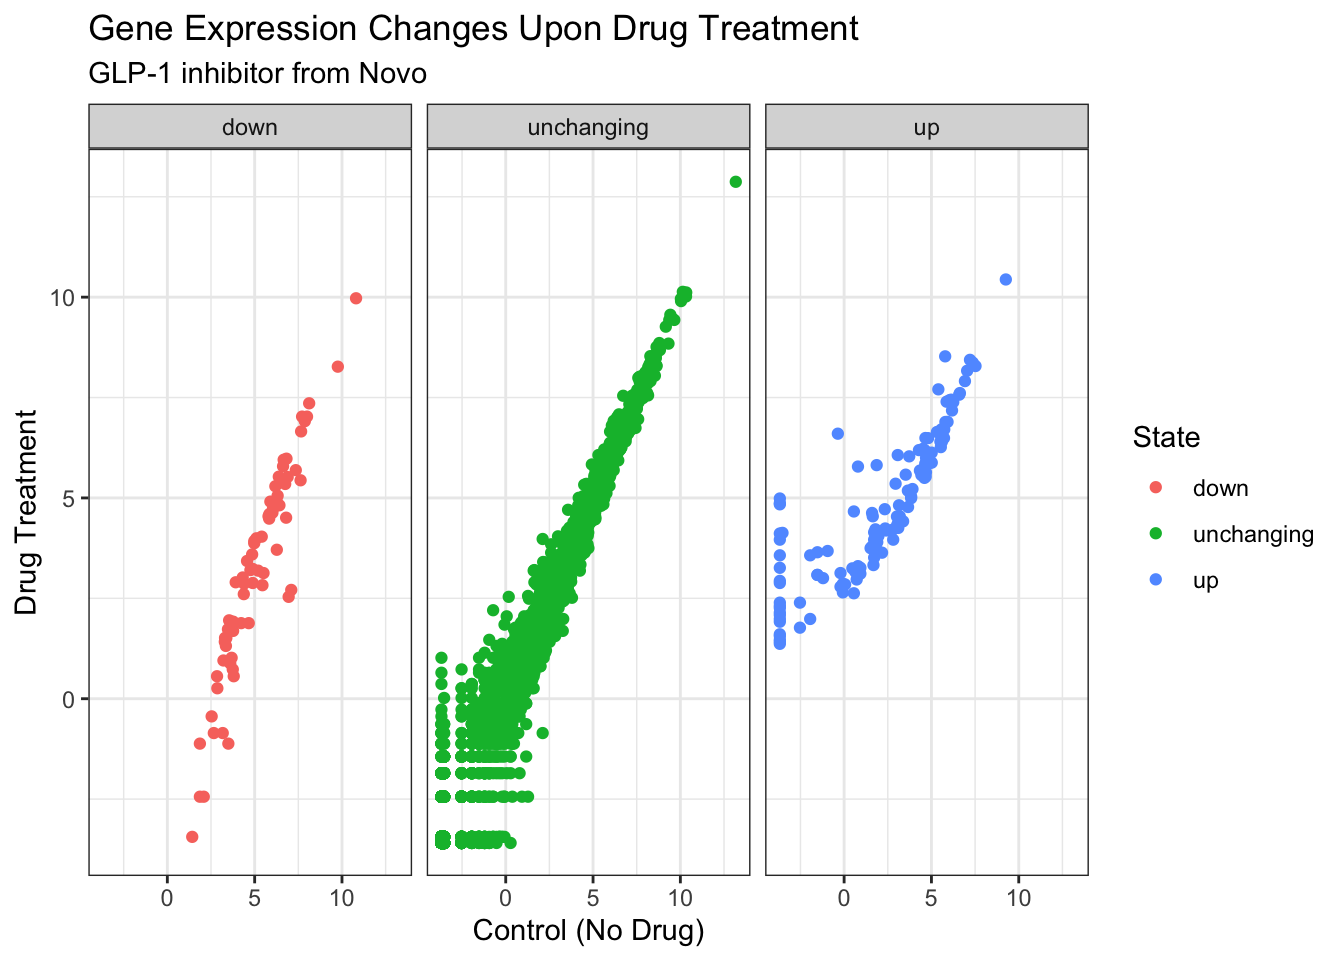 Gene Expression Changes Upon Drug Treatment
GLP-1 inhibitor from Novo
down
unchanging
up
10
5
0
Drug Treatment
0 5 10
0 5 10
0 5 10
Control (No Drug)
State
down
unchanging
up